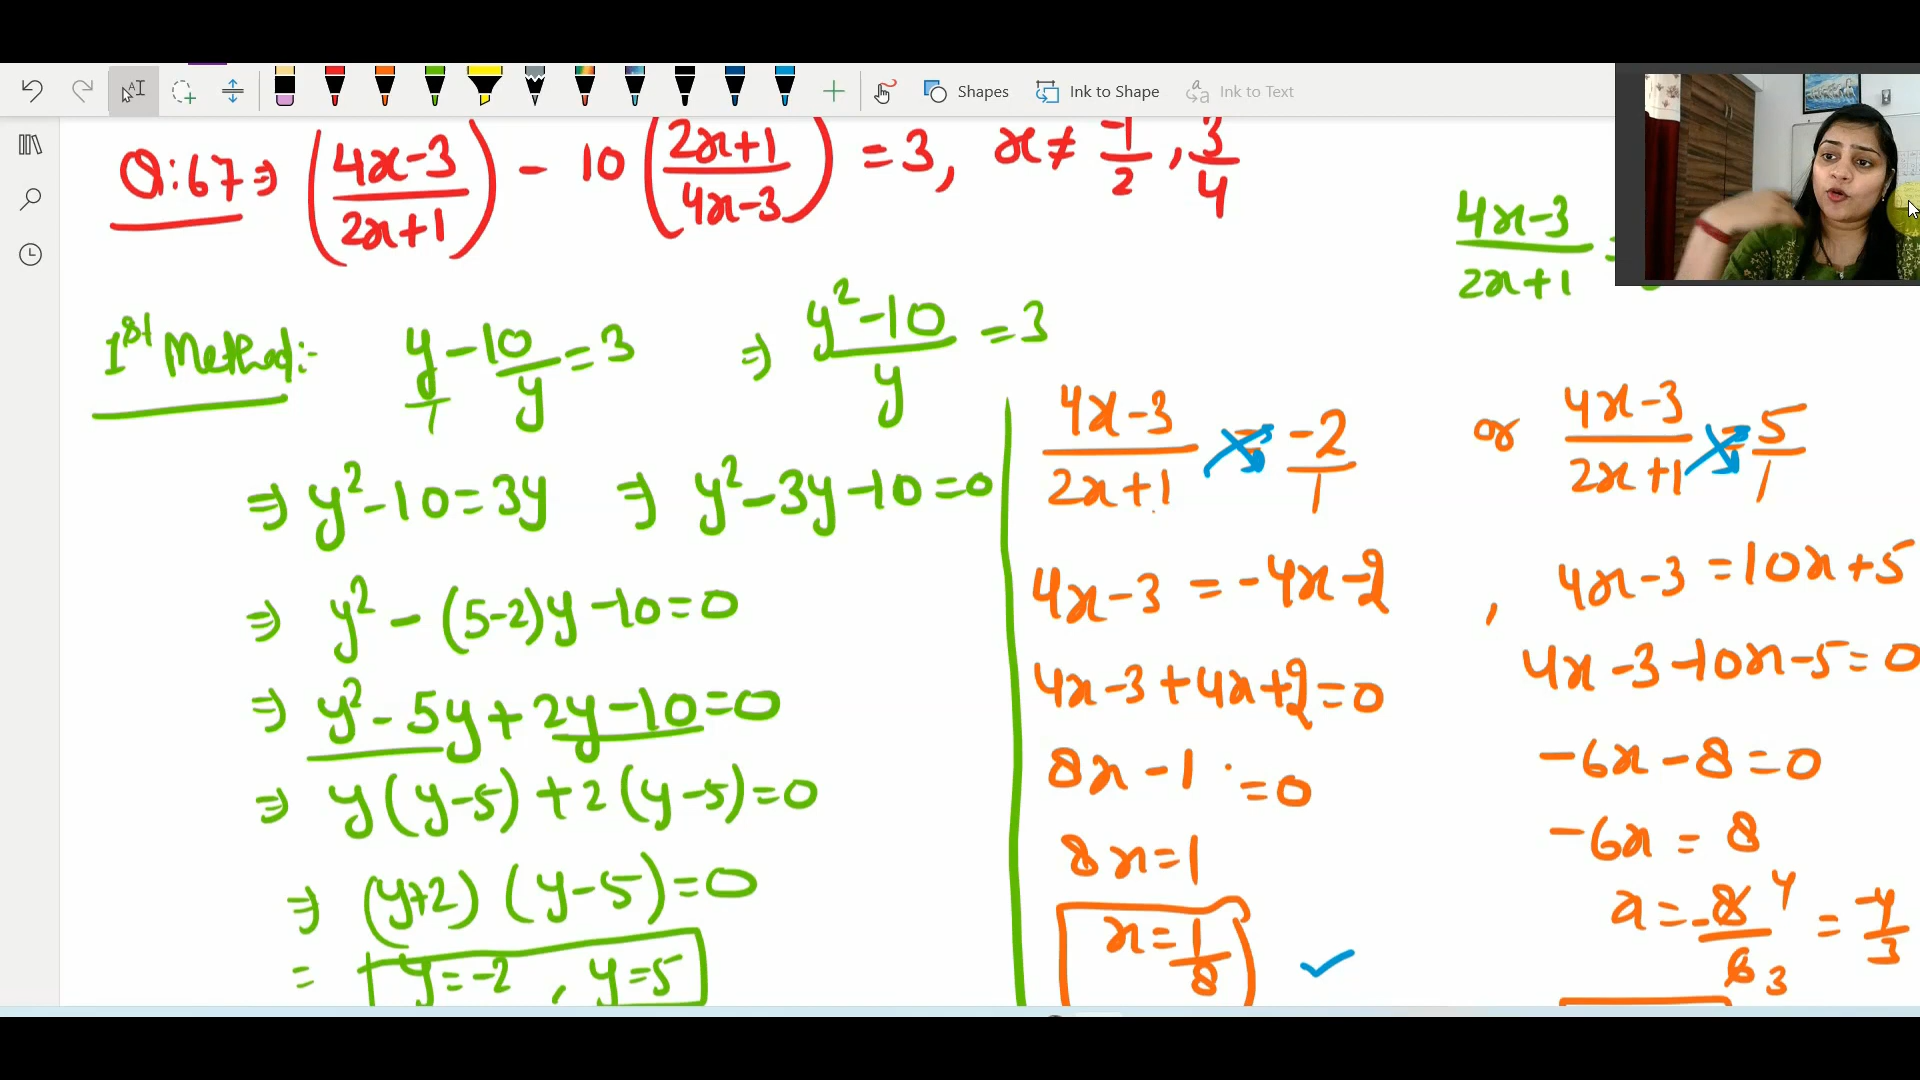 Shapes Ink to Shape Ink to Text
Q:67⇒ ((4x-3)/(2x+1)) - 10 ((2x+1)/(4x-3)) = 3, x≠ -1/2, 3/4
(4x-3)/(2x+1) =
1st Method:- y/1 - 10/y = 3 ⇒ (y²-10)/y = 3
⇒ y²-10=3y ⇒ y²-3y-10=0
⇒ y² - (5-2)y -10=0
⇒ y² - 5y + 2y - 10 = 0
⇒ y(y-5)+2(y-5)=0
⇒ (y+2) (y-5)=0
= y=-2 , y=5
(4x-3)/(2x+1) = -2/1 or (4x-3)/(2x+1) = 5/1
4x-3 = -4x-2 , 4x-3 = 10x+5
4x-3+4x+2=0 4x-3-10x-5=0
8x-1 = 0 -6x-8=0
8x=1 -6x = 8
x=1/8 x = -8/6 4 3 = -4/3